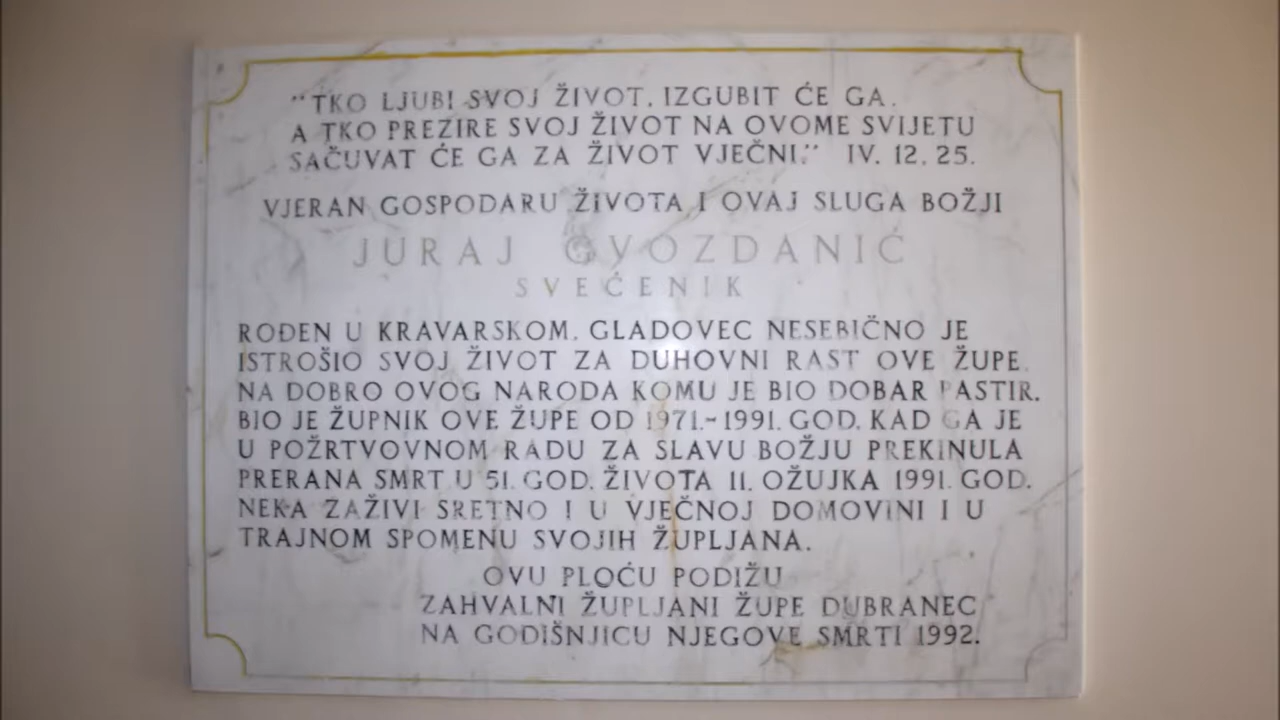 "TKO LJUBI SVOJ ŽIVOT, IZGUBIT ĆE GA.
A TKO PREZIRE SVOJ ŽIVOT NA OVOME SVIJETU
SAČUVAT ĆE GA ZA ŽIVOT VJEČNI." IV. 12, 25.
VJERAN GOSPODARU ŽIVOTA I OVAJ SLUGA BOŽJI
JURAJ GVOZDANIĆ
SVEĆENIK
ROĐEN U KRAVARSKOM, GLADOVEC NESEBIČNO JE
ISTROŠIO SVOJ ŽIVOT ZA DUHOVNI RAST OVE ŽUPE,
NA DOBRO OVOG NARODA KOMU JE BIO DOBAR PASTIR.
BIO JE ŽUPNIK OVE ŽUPE OD 1971.-1991. GOD. KAD GA JE
U POŽRTVOVNOM RADU ZA SLAVU BOŽJU PREKINULA
PRERANA SMRT U 51. GOD. ŽIVOTA 11. OŽUJKA 1991. GOD.
NEKA ZAŽIVI SRETNO I U VJEČNOJ DOMOVINI I U
TRAJNOM SPOMENU SVOJIH ŽUPLJANA.
OVU PLOĆU PODIŽU
ZAHVALNI ŽUPLJANI ŽUPE DUBRANEC
NA GODIŠNJICU NJEGOVE SMRTI 1992.